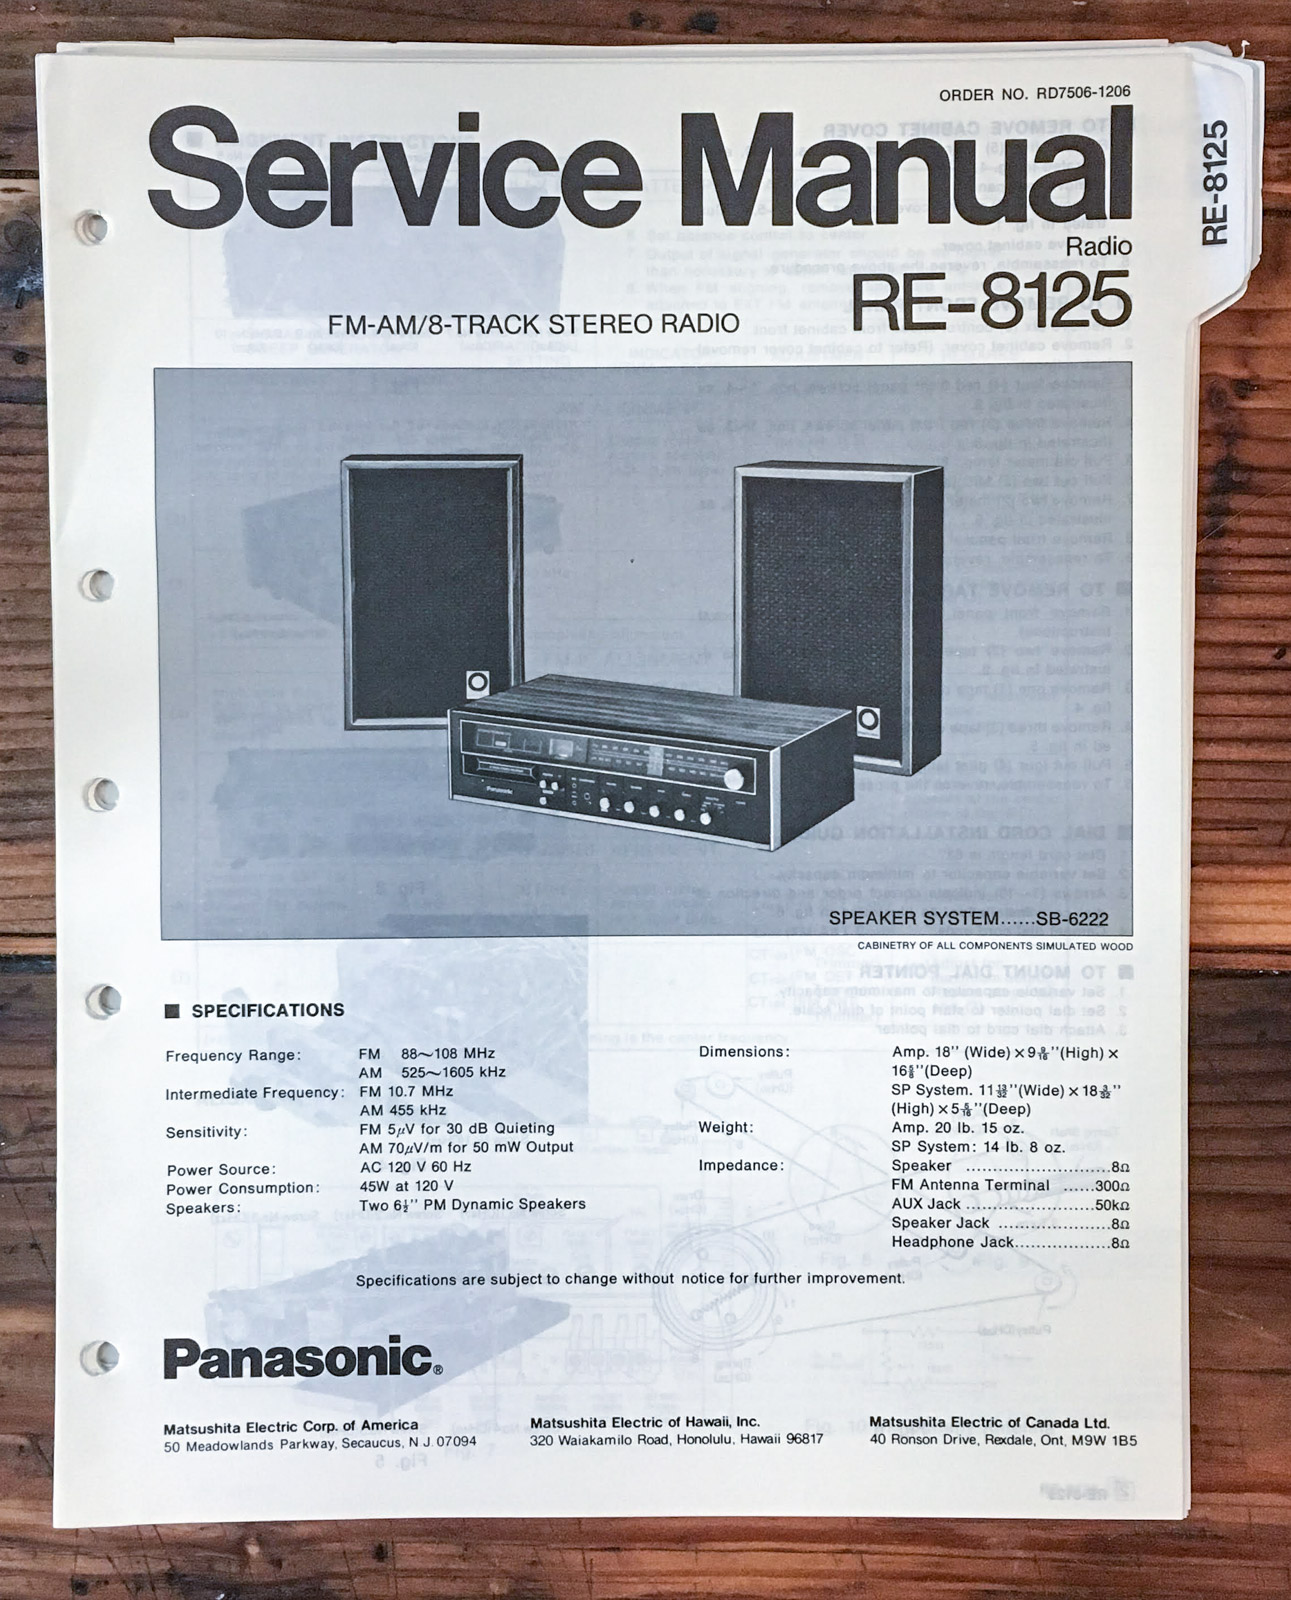 ORDER NO. RD7506-1206
Service Manual
RE-8125
Radio
RE-8125
FM-AM/8-TRACK STEREO RADIO
Panasonic
SPEAKER SYSTEM......SB-6222
CABINETRY OF ALL COMPONENTS SIMULATED WOOD
■ SPECIFICATIONS
Frequency Range: FM 88~108 MHz
AM 525~1605 kHz
Intermediate Frequency: FM 10.7 MHz
AM 455 kHz
Sensitivity: FM 5μV for 30 dB Quieting
AM 70μV/m for 50 mW Output
Power Source: AC 120 V 60 Hz
Power Consumption: 45W at 120 V
Speakers: Two 6½'' PM Dynamic Speakers
Dimensions: Amp. 18'' (Wide) × 9 9/16''(High) ×
16 5/8''(Deep)
SP System. 11 13/32''(Wide) × 18 3/32''
(High) × 5 5/16''(Deep)
Weight: Amp. 20 lb. 15 oz.
SP System: 14 lb. 8 oz.
Impedance: Speaker ..........................8Ω
FM Antenna Terminal ......300Ω
AUX Jack .......................50kΩ
Speaker Jack ....................8Ω
Headphone Jack.................8Ω
Specifications are subject to change without notice for further improvement.
Panasonic®
Matsushita Electric Corp. of America
50 Meadowlands Parkway, Secaucus, N J. 07094
Matsushita Electric of Hawaii, Inc.
320 Waiakamilo Road, Honolulu, Hawaii 96817
Matsushita Electric of Canada Ltd.
40 Ronson Drive, Rexdale, Ont, M9W 1B5